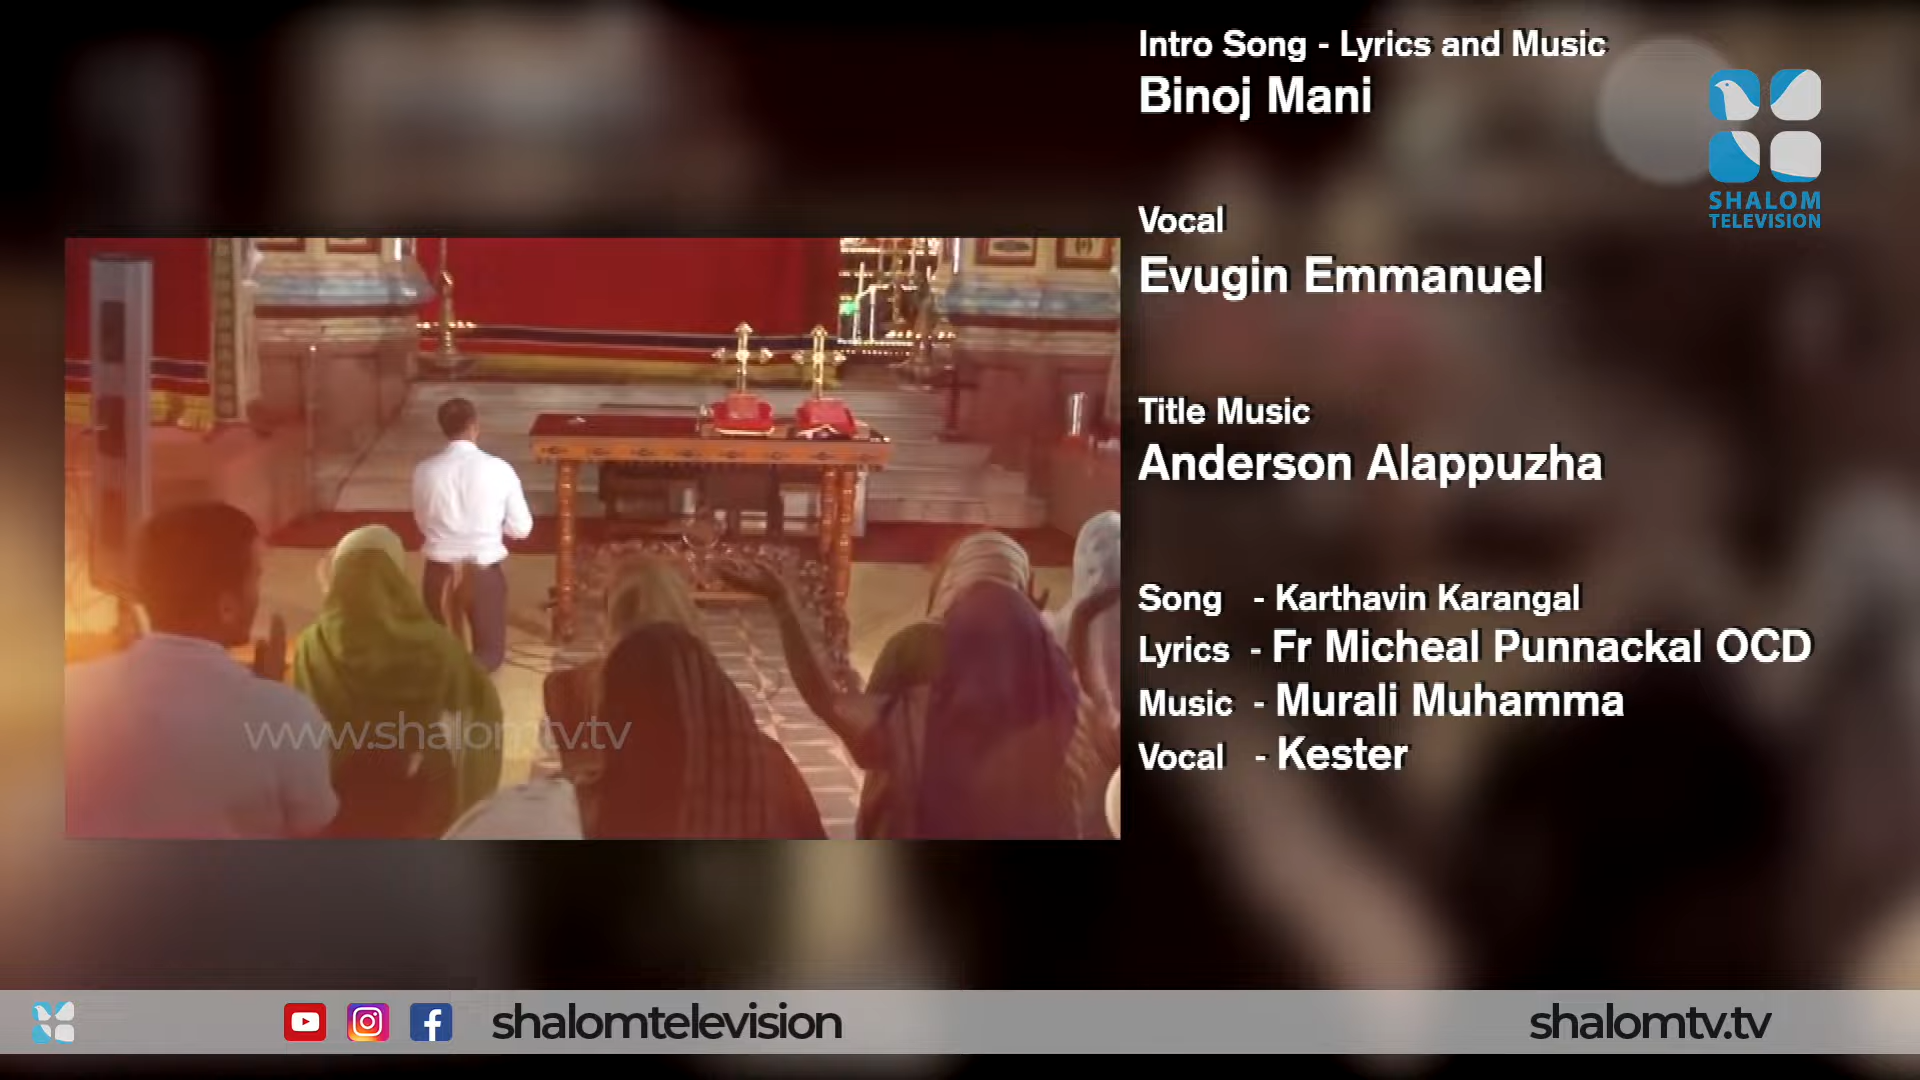 Intro Song - Lyrics and Music
Binoj Mani
SHALOM
TELEVISION
Vocal
Evugin Emmanuel
Title Music
Anderson Alappuzha
Song - Karthavin Karangal
Lyrics - Fr Micheal Punnackal OCD
Music - Murali Muhamma
Vocal - Kester
www.shalomtv.tv
shalomtelevision
shalomtv.tv